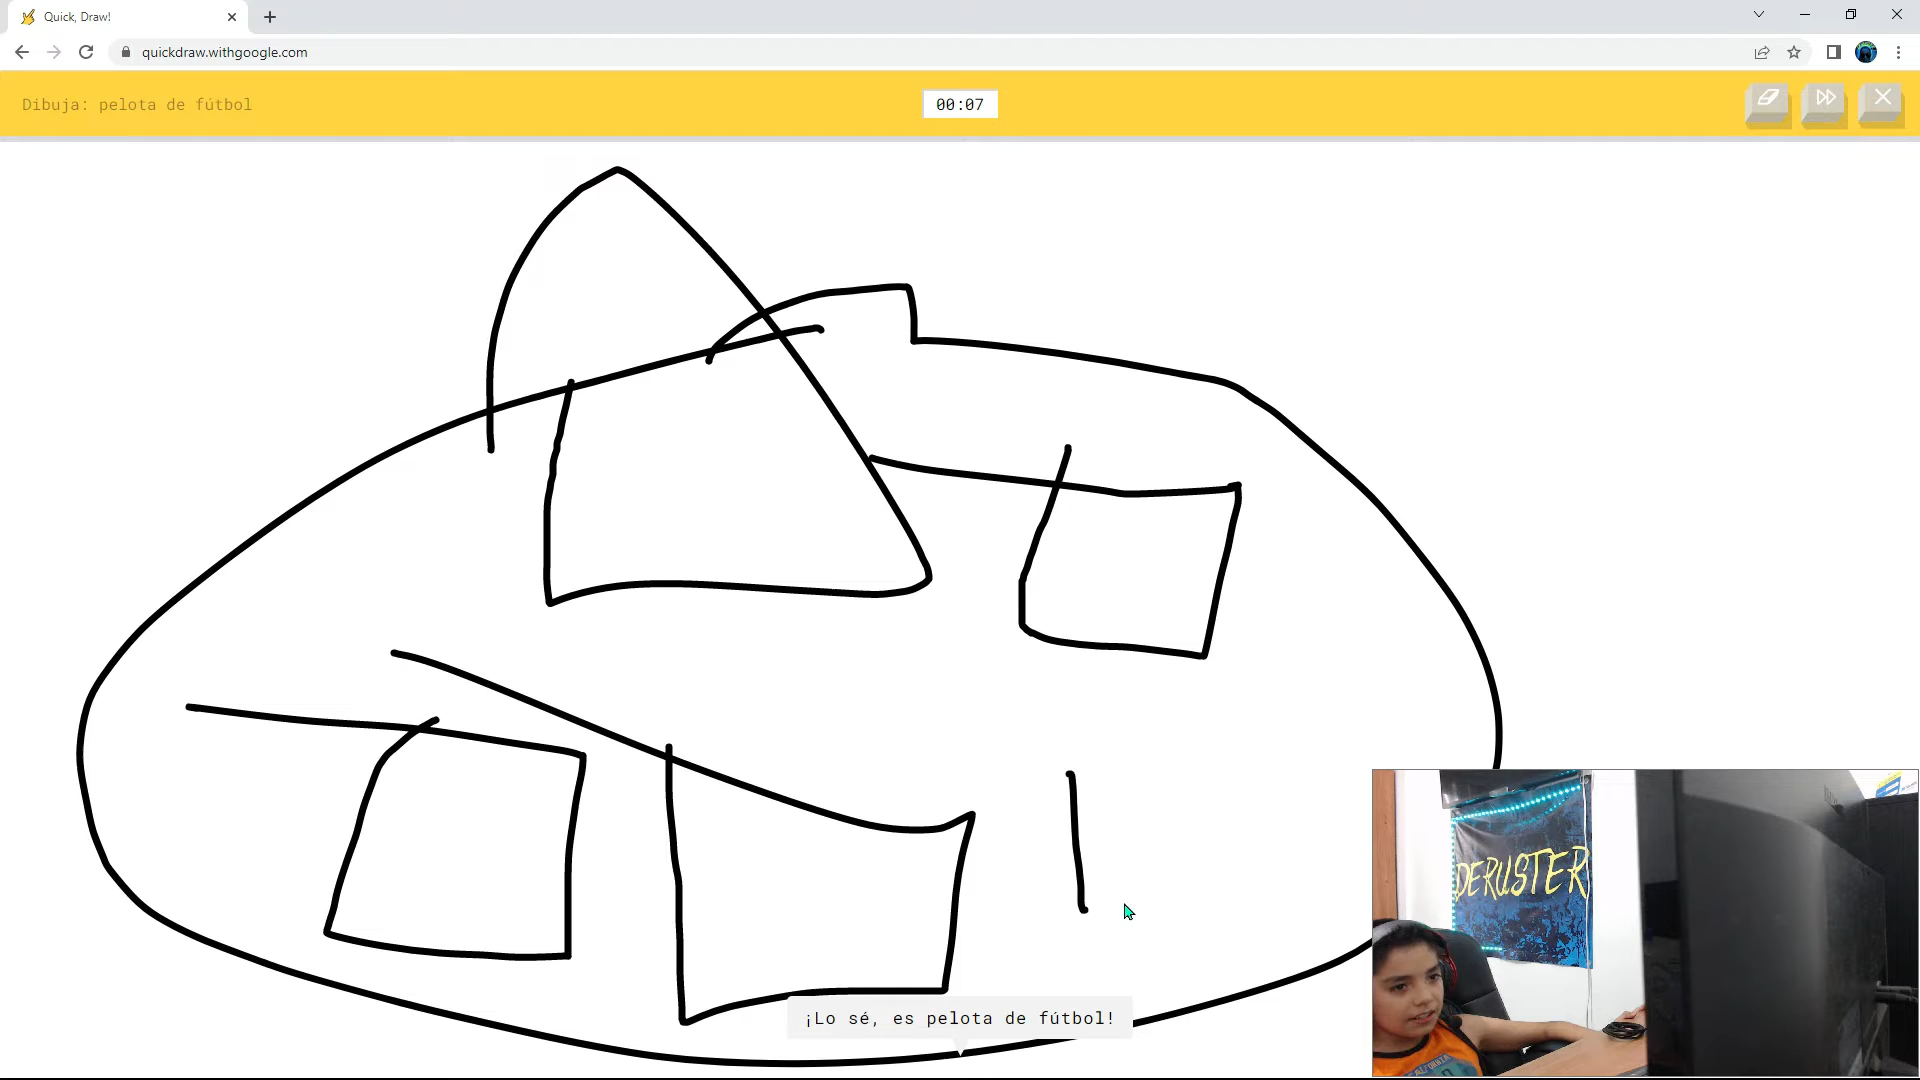 Quick, Draw!
quickdraw.withgoogle.com
Dibuja: pelota de fútbol
00:07
¡Lo sé, es pelota de fútbol!
DERUSTER